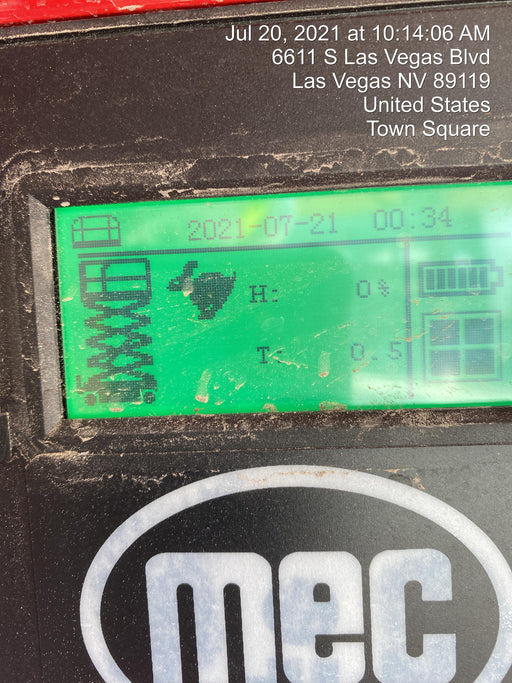 Jul 20, 2021 at 10:14:06 AM
6611 S Las Vegas Blvd
Las Vegas NV 89119
United States
Town Square
2021-07-21 00:34
H: 0%
T: 0.5
mec